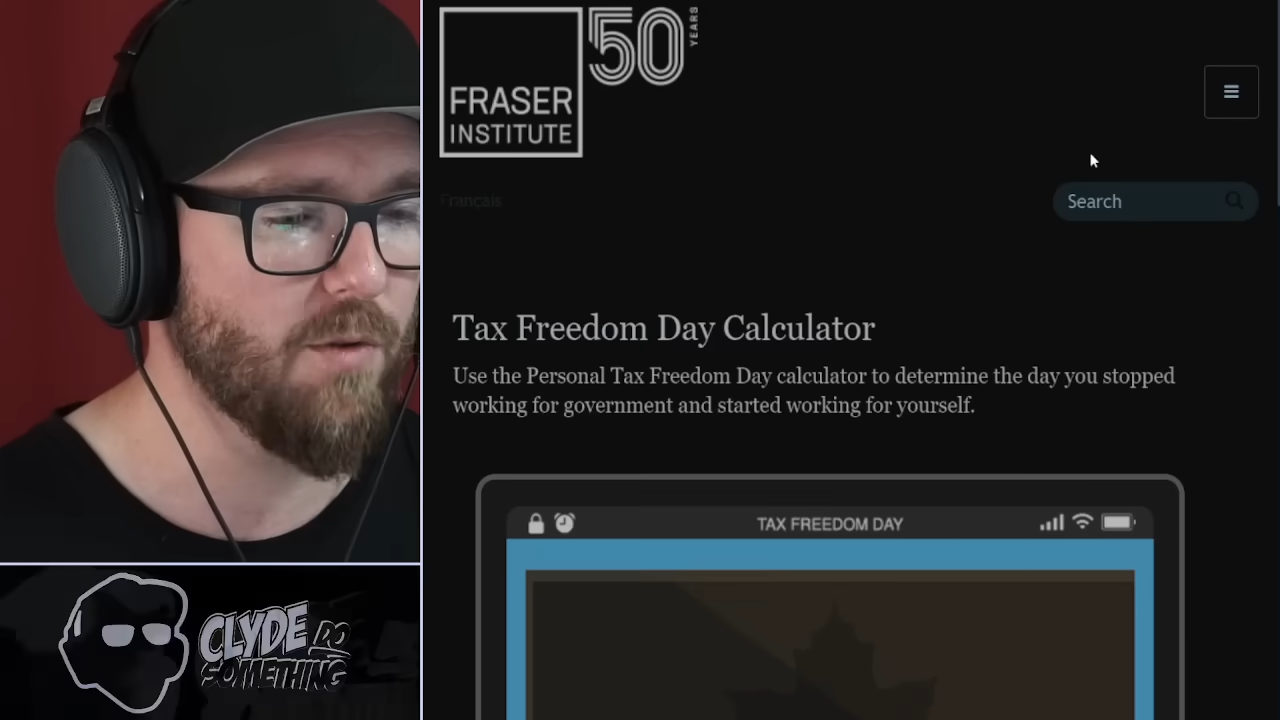 50
YEARS
FRASER
INSTITUTE
Français
Search
Tax Freedom Day Calculator
Use the Personal Tax Freedom Day calculator to determine the day you stopped
working for government and started working for yourself.
TAX FREEDOM DAY
CLYDE DO
SOMETHING